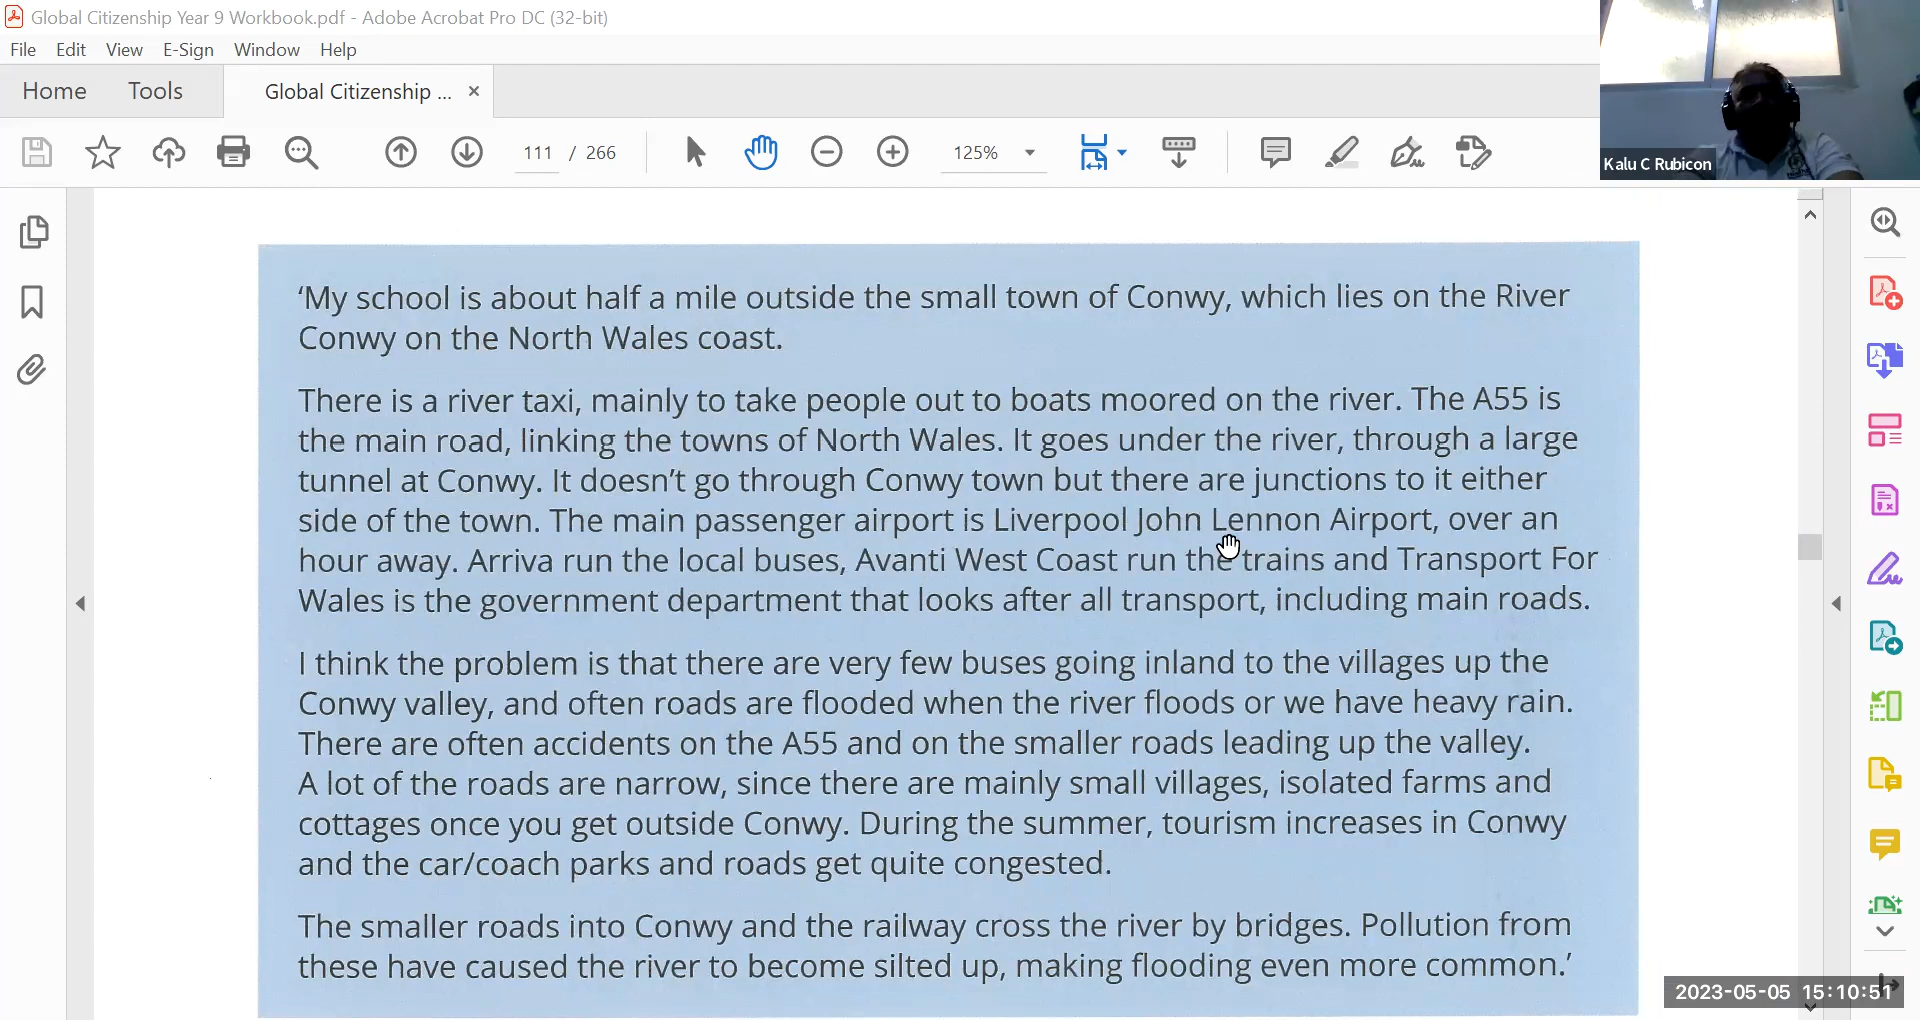 Global Citizenship Year 9 Workbook.pdf - Adobe Acrobat Pro DC (32-bit)
File Edit View E-Sign Window Help
Home Tools Global Citizenship ... ×
111 / 266 125%
Kalu C Rubicon
‘My school is about half a mile outside the small town of Conwy, which lies on the River
Conwy on the North Wales coast.
There is a river taxi, mainly to take people out to boats moored on the river. The A55 is
the main road, linking the towns of North Wales. It goes under the river, through a large
tunnel at Conwy. It doesn’t go through Conwy town but there are junctions to it either
side of the town. The main passenger airport is Liverpool John Lennon Airport, over an
hour away. Arriva run the local buses, Avanti West Coast run the trains and Transport For
Wales is the government department that looks after all transport, including main roads.
I think the problem is that there are very few buses going inland to the villages up the
Conwy valley, and often roads are flooded when the river floods or we have heavy rain.
There are often accidents on the A55 and on the smaller roads leading up the valley.
A lot of the roads are narrow, since there are mainly small villages, isolated farms and
cottages once you get outside Conwy. During the summer, tourism increases in Conwy
and the car/coach parks and roads get quite congested.
The smaller roads into Conwy and the railway cross the river by bridges. Pollution from
these have caused the river to become silted up, making flooding even more common.’
2023-05-05 15:10:51